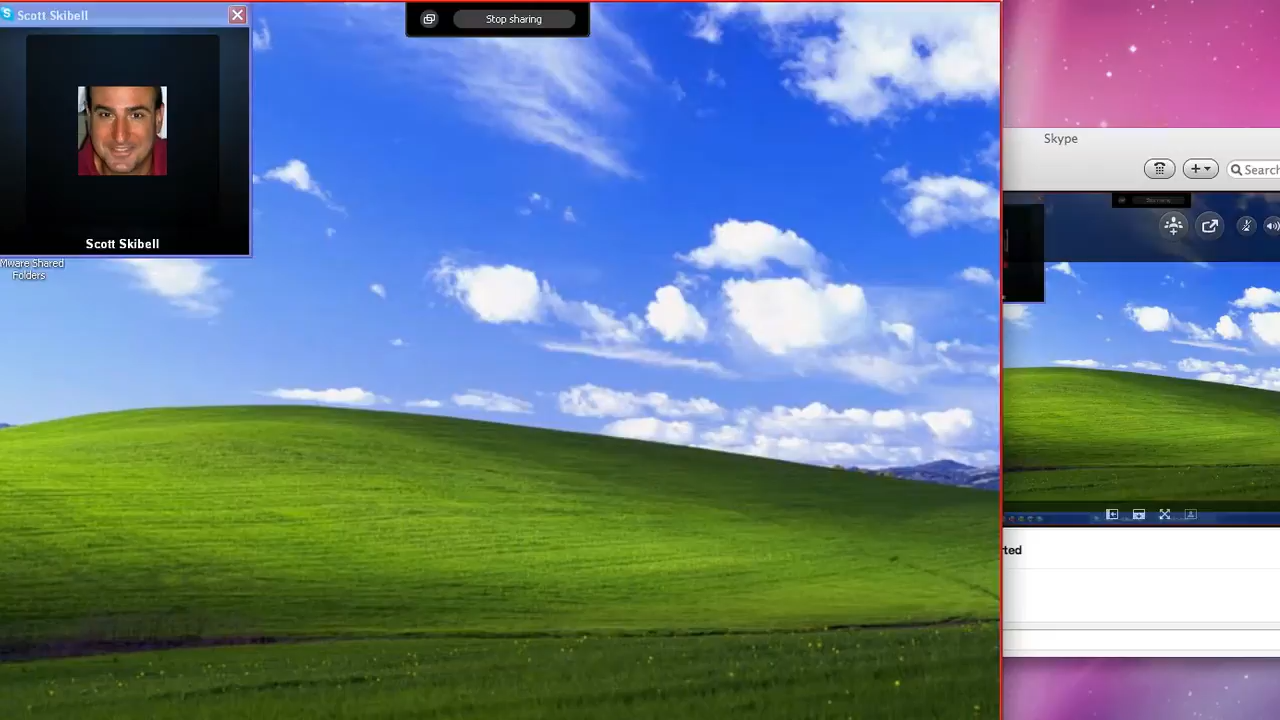 Scott Skibell
Stop sharing
Scott Skibell
Mware Shared
Folders
Skype
Search
rted